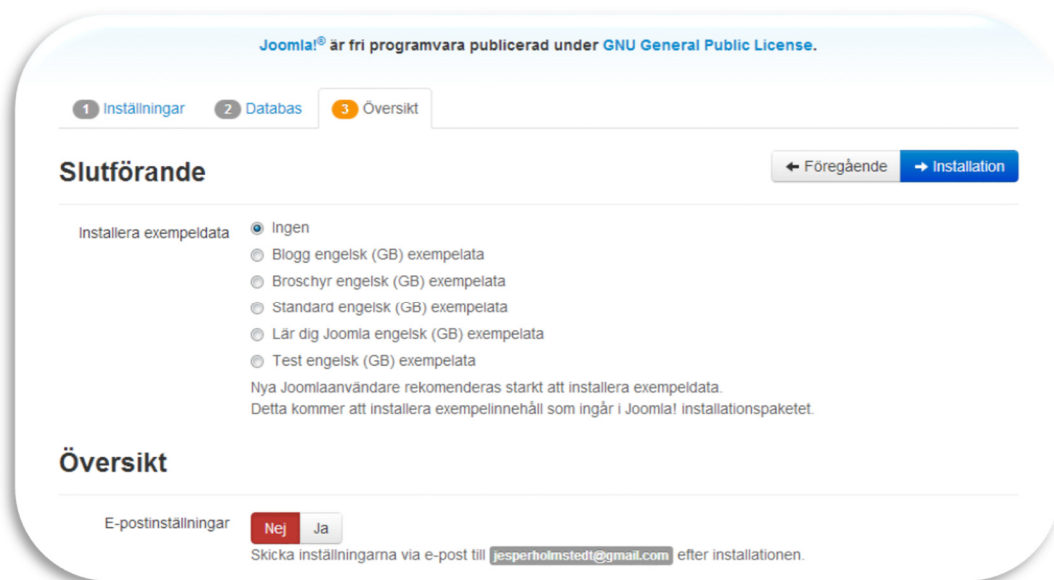 Joomla!® är fri programvara publicerad under GNU General Public License.
1 Inställningar 2 Databas 3 Översikt
Slutförande
← Föregående → Installation
Installera exempeldata
Ingen
Blogg engelsk (GB) exempelata
Broschyr engelsk (GB) exempelata
Standard engelsk (GB) exempelata
Lär dig Joomla engelsk (GB) exempelata
Test engelsk (GB) exempelata
Nya Joomlaanvändare rekomenderas starkt att installera exempeldata.
Detta kommer att installera exempelinnehåll som ingår i Joomla! installationspaketet.
Översikt
E-postinställningar
Nej Ja
Skicka inställningarna via e-post till jesperholmstedt@gmail.com efter installationen.